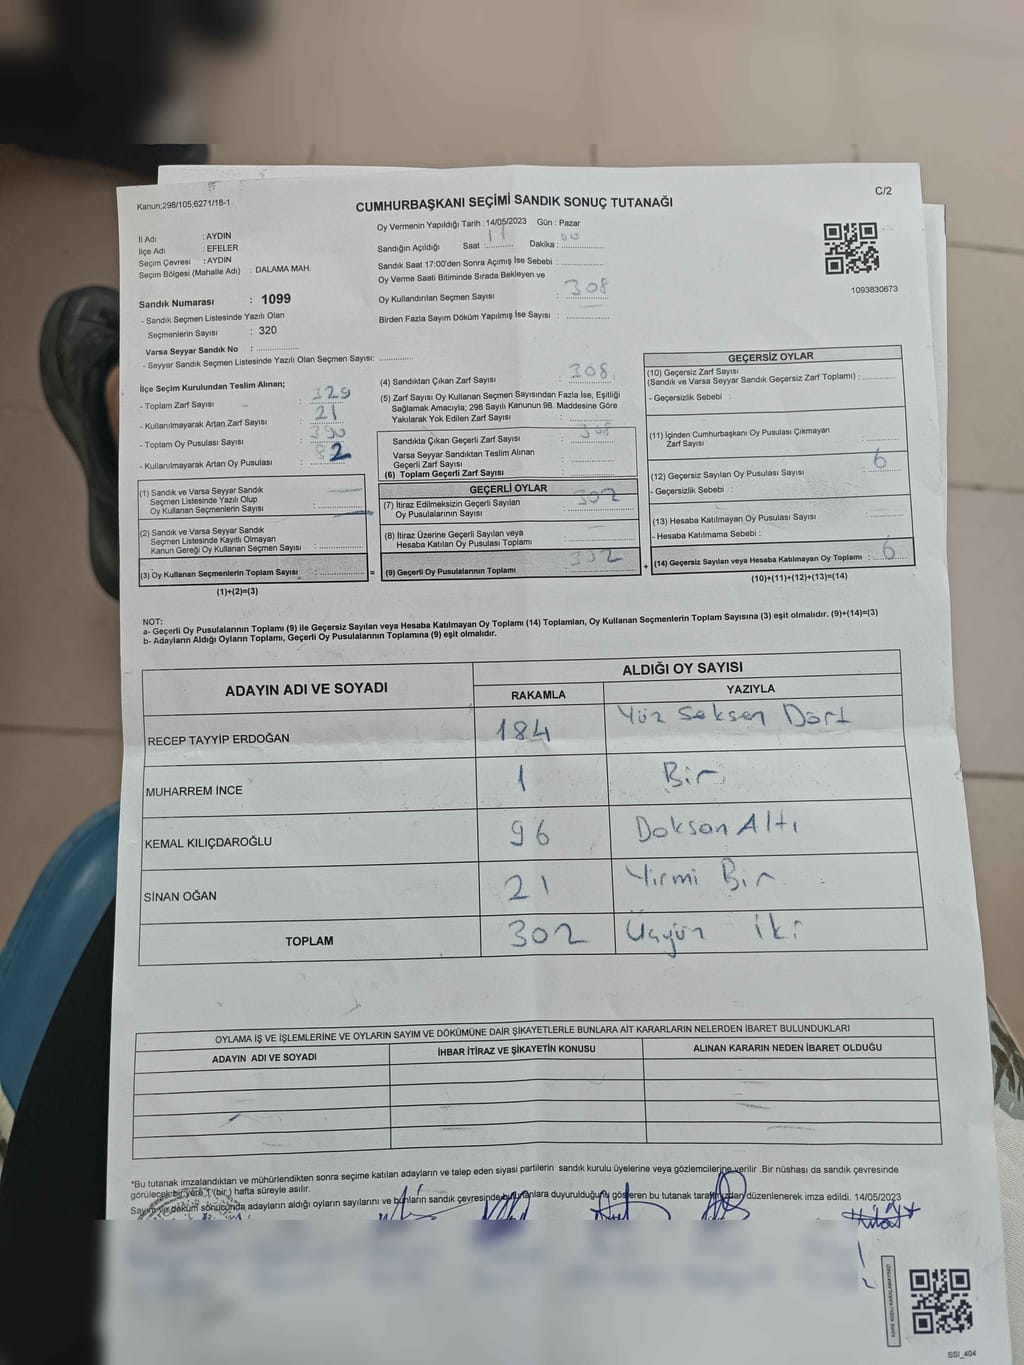 Kanun;298/105;6271/18-1
C/2
CUMHURBAŞKANI SEÇİMİ SANDIK SONUÇ TUTANAĞI
İl Adı : AYDIN
İlçe Adı : EFELER
Seçim Çevresi : AYDIN
Seçim Bölgesi (Mahalle Adı) : DALAMA MAH.
Sandık Numarası : 1099
- Sandık Seçmen Listesinde Yazılı Olan
Seçmenlerin Sayısı : 320
Varsa Seyyar Sandık No : ..............
- Seyyar Sandık Seçmen Listesinde Yazılı Olan Seçmen Sayısı: ............
Oy Vermenin Yapıldığı Tarih : 14/05/2023 Gün : Pazar
Sandığın Açıldığı Saat : 17 Dakika : 00
Sandık Saat 17:00'den Sonra Açımış İse Sebebi : ............
Oy Verme Saati Bitiminde Sırada Bekleyen ve
Oy Kullandırılan Seçmen Sayısı : 308
Birden Fazla Sayım Döküm Yapılmış İse Sayısı : ............
1093830673
İlçe Seçim Kurulundan Teslim Alınan;
- Toplam Zarf Sayısı : 329
- Kullanılmayarak Artan Zarf Sayısı : 21
- Toplam Oy Pusulası Sayısı :
- Kullanılmayarak Artan Oy Pusulası : 82
(1) Sandık ve Varsa Seyyar Sandık
Seçmen Listesinde Yazılı Olup
Oy Kullanan Seçmenlerin Sayısı : ............
(2) Sandık ve Varsa Seyyar Sandık
Seçmen Listesinde Kayıtlı Olmayan
Kanun Gereği Oy Kullanan Seçmen Sayısı : ............
(3) Oy Kullanan Seçmenlerin Toplam Sayısı : ............ =
(1)+(2)=(3)
(4) Sandıktan Çıkan Zarf Sayısı : 308
(5) Zarf Sayısı Oy Kullanan Seçmen Sayısından Fazla İse, Eşitliği
Sağlamak Amacıyla; 298 Sayılı Kanunun 98. Maddesine Göre
Yakılarak Yok Edilen Zarf Sayısı : ............
Sandıkta Çıkan Geçerli Zarf Sayısı : 308
Varsa Seyyar Sandıktan Teslim Alınan
Geçerli Zarf Sayısı : ............
(6) Toplam Geçerli Zarf Sayısı : ............
GEÇERLİ OYLAR
(7) İtiraz Edilmeksizin Geçerli Sayılan
Oy Pusulalarının Sayısı : 302
(8) İtiraz Üzerine Geçerli Sayılan veya
Hesaba Katılan Oy Pusulası Toplamı : ............
(9) Geçerli Oy Pusulalarının Toplamı : 302 +
GEÇERSİZ OYLAR
(10) Geçersiz Zarf Sayısı
(Sandık ve Varsa Seyyar Sandık Geçersiz Zarf Toplamı) : ............
- Geçersizlik Sebebi :
(11) İçinden Cumhurbaşkanı Oy Pusulası Çıkmayan
Zarf Sayısı : ............
(12) Geçersiz Sayılan Oy Pusulası Sayısı : 6
- Geçersizlik Sebebi :
(13) Hesaba Katılmayan Oy Pusulası Sayısı : ............
- Hesaba Katılmama Sebebi :
(14) Geçersiz Sayılan veya Hesaba Katılmayan Oy Toplamı : 6
(10)+(11)+(12)+(13)=(14)
NOT:
a- Geçerli Oy Pusulalarının Toplamı (9) ile Geçersiz Sayılan veya Hesaba Katılmayan Oy Toplamı (14) Toplamları, Oy Kullanan Seçmenlerin Toplam Sayısına (3) eşit olmalıdır. (9)+(14)=(3)
b- Adayların Aldığı Oyların Toplamı, Geçerli Oy Pusulalarının Toplamına (9) eşit olmalıdır.
ADAYIN ADI VE SOYADI ALDIĞI OY SAYISI
RAKAMLA YAZIYLA
RECEP TAYYİP ERDOĞAN 184 Yüz Seksen Dört
MUHARREM İNCE 1 Bir
KEMAL KILIÇDAROĞLU 96 Doksan Altı
SİNAN OĞAN 21 Yirmi Bir
TOPLAM 302 Üçyüz İki
OYLAMA İŞ VE İŞLEMLERİNE VE OYLARIN SAYIM VE DÖKÜMÜNE DAİR ŞİKAYETLERLE BUNLARA AİT KARARLARIN NELERDEN İBARET BULUNDUKLARI
ADAYIN ADI VE SOYADI İHBAR İTİRAZ VE ŞİKAYETİN KONUSU ALINAN KARARIN NEDEN İBARET OLDUĞU
*Bu tutanak imzalandıktan ve mühürlendikten sonra seçime katılan adayların ve talep eden siyasi partilerin sandık kurulu üyelerine veya gözlemcilerine verilir .Bir nüshası da sandık çevresinde
görülecek bir yere 1 (bir ) hafta süreyle asılır.
Sayım ve döküm sonucunda adayların aldığı oyların sayılarını ve bunların sandık çevresinde bulunanlara duyurulduğunu gösteren bu tutanak tarafımızdan düzenlenerek imza edildi. 14/05/2023
SSI_404